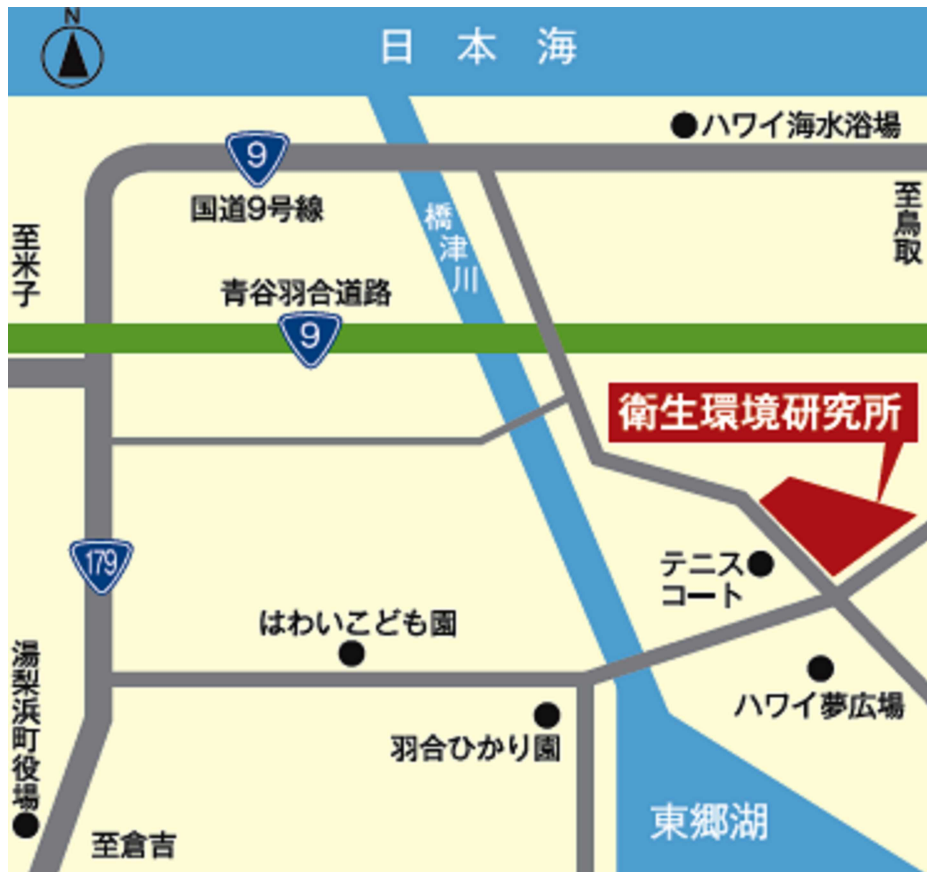 N
日本海
ハワイ海水浴場
9
国道9号線
至鳥取
橋津川
至米子
青谷羽合道路
9
衛生環境研究所
179
テニス
コート
はわいこども園
湯梨浜町役場
ハワイ夢広場
羽合ひかり園
東郷湖
至倉吉